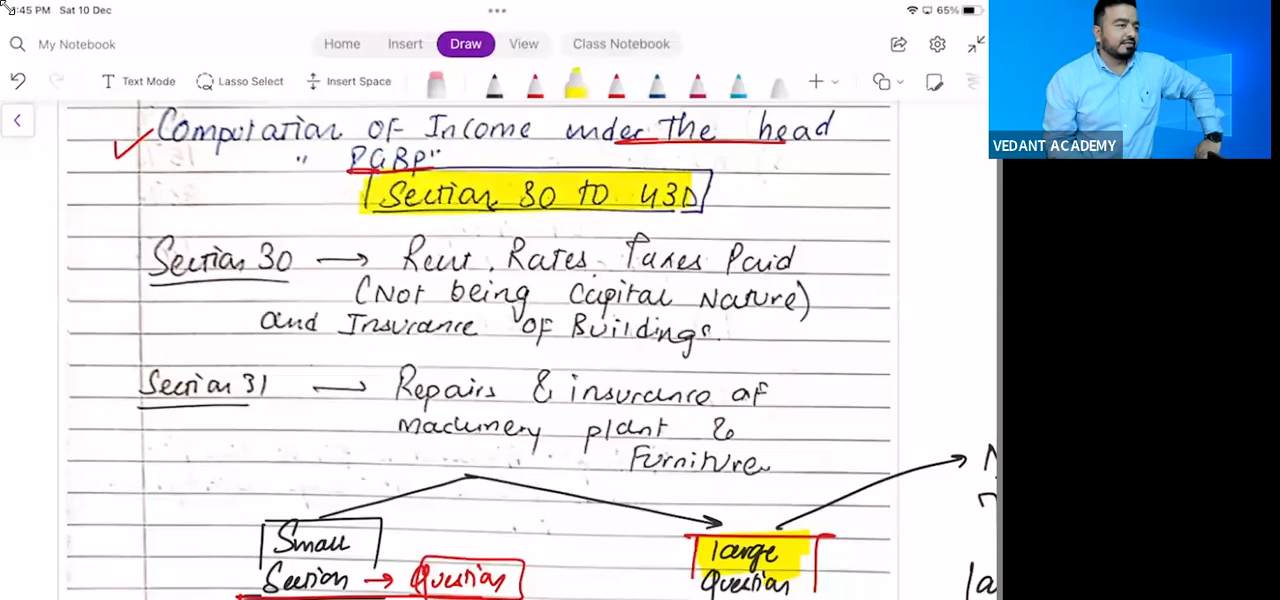 :45 PM Sat 10 Dec
65%
My Notebook
Home Insert Draw View Class Notebook
Text Mode Lasso Select Insert Space
VEDANT ACADEMY
Computation of Income under the head
" PGBP"
Section 30 to 43D
Section 30 → Rent, Rates, Taxes Paid
(Not being Capital Nature)
and Insurance of Buildings.
Section 31 → Repairs & insurance of
machinery plant &
Furniture
Small
Section → Question
large
Question
la